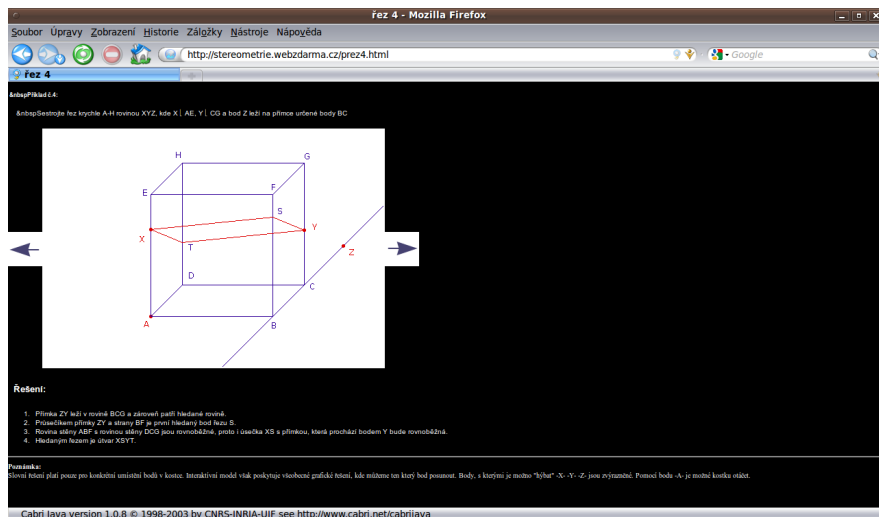 řez 4 - Mozilla Firefox
Soubor Úpravy Zobrazení Historie Záložky Nástroje Nápověda
http://stereometrie.webzdarma.cz/prez4.html
Google
řez 4
&nbspPříklad č.4:
&nbspSestrojte řez krychle A-H rovinou XYZ, kde X | AE, Y | CG a bod Z leží na přímce určené body BC
H G
E F
S
X T Y
Z
D
C
A B
Řešení:
1. Přímka ZY leží v rovině BCG a zároveň patří hledané rovině.
2. Průsečíkem přímky ZY a strany BF je první hledaný bod řezu S.
3. Rovina stěny ABF s rovinou stěny DCG jsou rovnoběžné, proto i úsečka XS s přímkou, která prochází bodem Y bude rovnoběžná.
4. Hledaným řezem je útvar XSYT.
Poznámka:
Slovní řešení platí pouze pro konkrétní umístění bodů v kostce. Interaktivní model však poskytuje všeobecné grafické řešení, kde můžeme ten který bod posunout. Body, s kterými je možno "hýbat" -X- -Y- -Z- jsou zvýrazněné. Pomocí bodu -A- je možné kostku otáčet.
Cabri Java version 1.0.8 © 1998-2003 by CNRS-INRIA-UJF see http://www.cabri.net/cabrijava